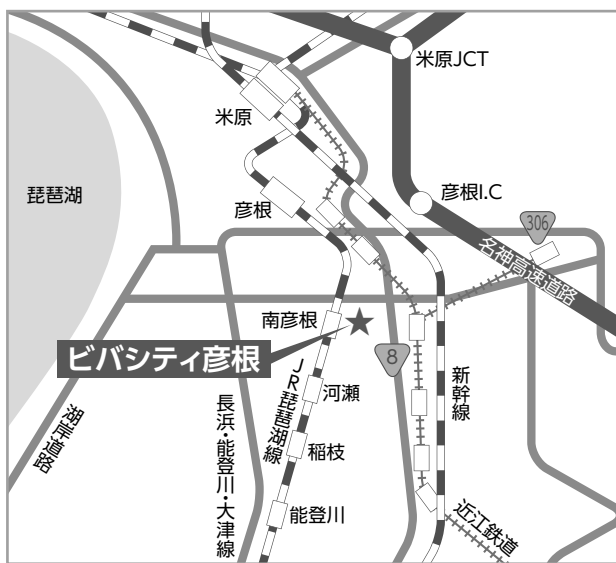 米原JCT
米原
琵琶湖
彦根
彦根I.C
306
名神高速道路
南彦根
ビバシティ彦根
8
新幹線
河瀬
JR琵琶湖線
湖岸道路
長浜・能登川・大津線
稲枝
能登川
近江鉄道